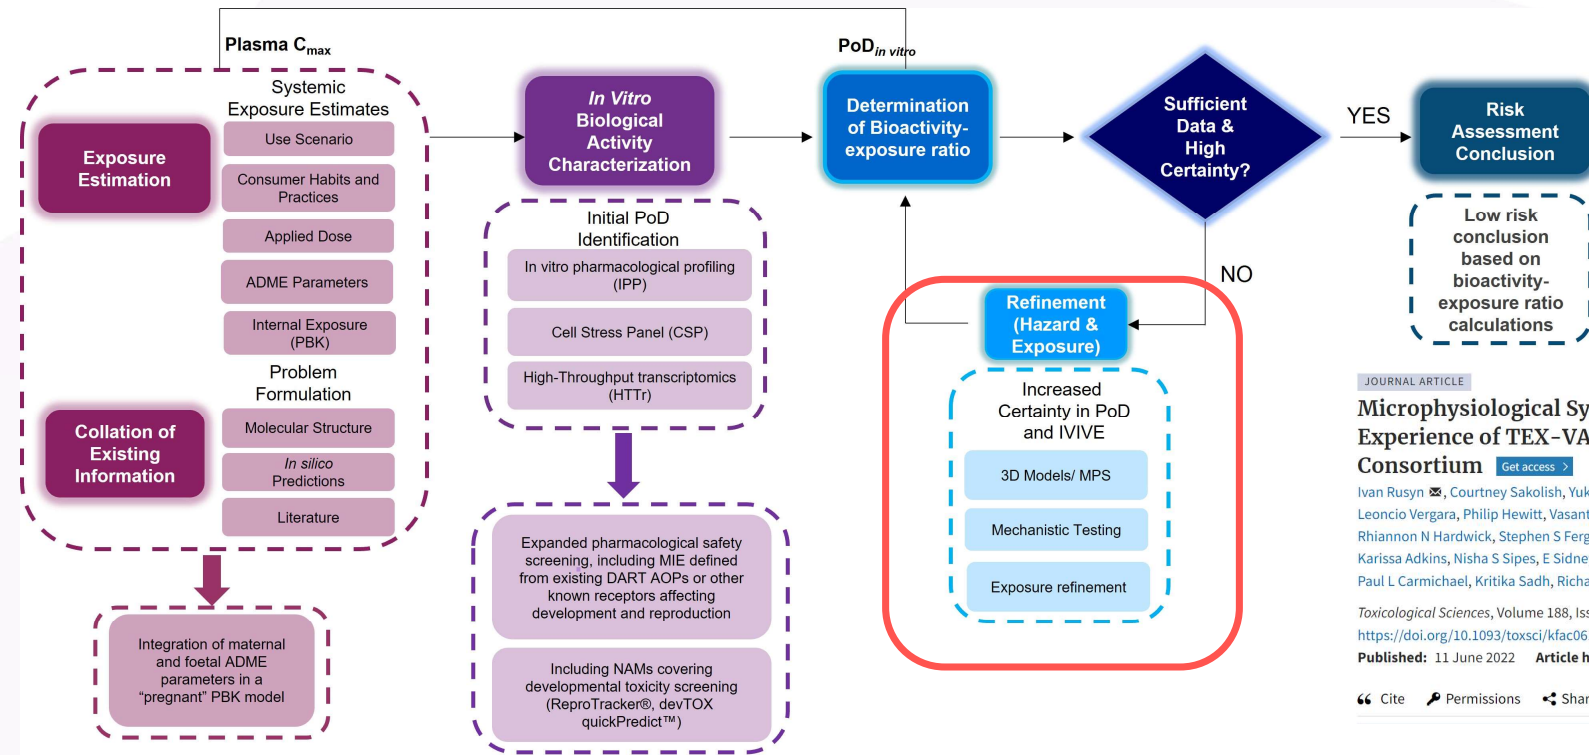 Plasma Cmax
Systemic
Exposure Estimates
Exposure
Estimation
Use Scenario
Consumer Habits and
Practices
Applied Dose
ADME Parameters
Internal Exposure
(PBK)
Problem
Formulation
Collation of
Existing
Information
Molecular Structure
In silico
Predictions
Literature
Integration of maternal
and foetal ADME
parameters in a
“pregnant” PBK model
In Vitro
Biological
Activity
Characterization
Initial PoD
Identification
In vitro pharmacological profiling
(IPP)
Cell Stress Panel (CSP)
High-Throughput transcriptomics
(HTTr)
Expanded pharmacological safety
screening, including MIE defined
from existing DART AOPs or other
known receptors affecting
development and reproduction
Including NAMs covering
developmental toxicity screening
(ReproTracker®, devTOX
quickPredict™)
PoDin vitro
Determination
of Bioactivity-
exposure ratio
Sufficient
Data &
High
Certainty?
YES
NO
Refinement
(Hazard &
Exposure)
Increased
Certainty in PoD
and IVIVE
3D Models/ MPS
Mechanistic Testing
Exposure refinement
Risk
Assessment
Conclusion
Low risk
conclusion
based on
bioactivity-
exposure ratio
calculations
JOURNAL ARTICLE
Microphysiological Sy
Experience of TEX-VA
Consortium Get access >
Ivan Rusyn ✉, Courtney Sakolish, Yuk
Leoncio Vergara, Philip Hewitt, Vasant
Rhiannon N Hardwick, Stephen S Ferg
Karissa Adkins, Nisha S Sipes, E Sidne
Paul L Carmichael, Kritika Sadh, Richa
Toxicological Sciences, Volume 188, Iss
https://doi.org/10.1093/toxsci/kfac06
Published: 11 June 2022 Article h
Cite Permissions Shar